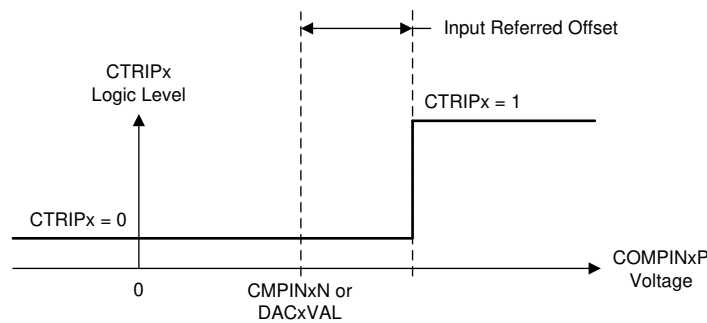 Input Referred Offset
CTRIPx
Logic Level
CTRIPx = 1
CTRIPx = 0
COMPINxP
Voltage
0
CMPINxN or
DACxVAL